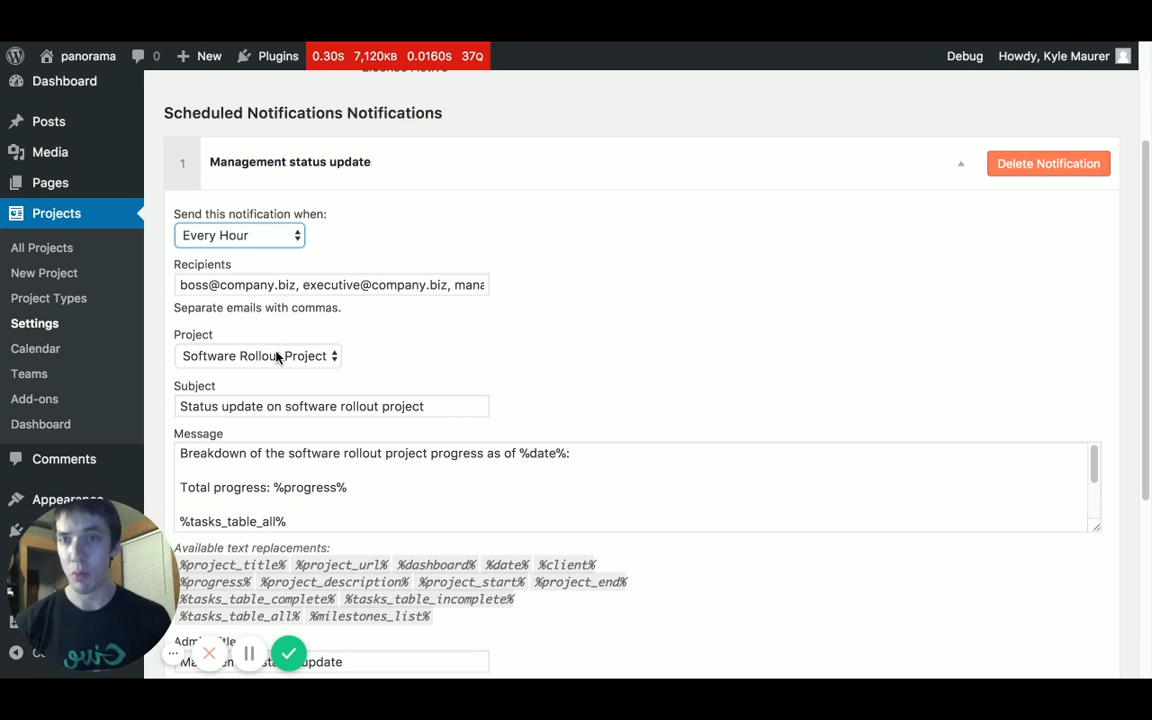 panorama 0 New Plugins 0.30S 7,120KB 0.0160S 37Q Debug Howdy, Kyle Maurer
Dashboard
Posts
Media
Pages
Projects
All Projects
New Project
Project Types
Settings
Calendar
Teams
Add-ons
Dashboard
Comments
Appearance
License Active
Scheduled Notifications Notifications
1 Management status update Delete Notification
Send this notification when:
Every Hour
Recipients
boss@company.biz, executive@company.biz, mana
Separate emails with commas.
Project
Software Rollout Project
Subject
Status update on software rollout project
Message
Breakdown of the software rollout project progress as of %date%:
Total progress: %progress%
%tasks_table_all%
Available text replacements:
%project_title% %project_url% %dashboard% %date% %client%
%progress% %project_description% %project_start% %project_end%
%tasks_table_complete% %tasks_table_incomplete%
%tasks_table_all% %milestones_list%
update